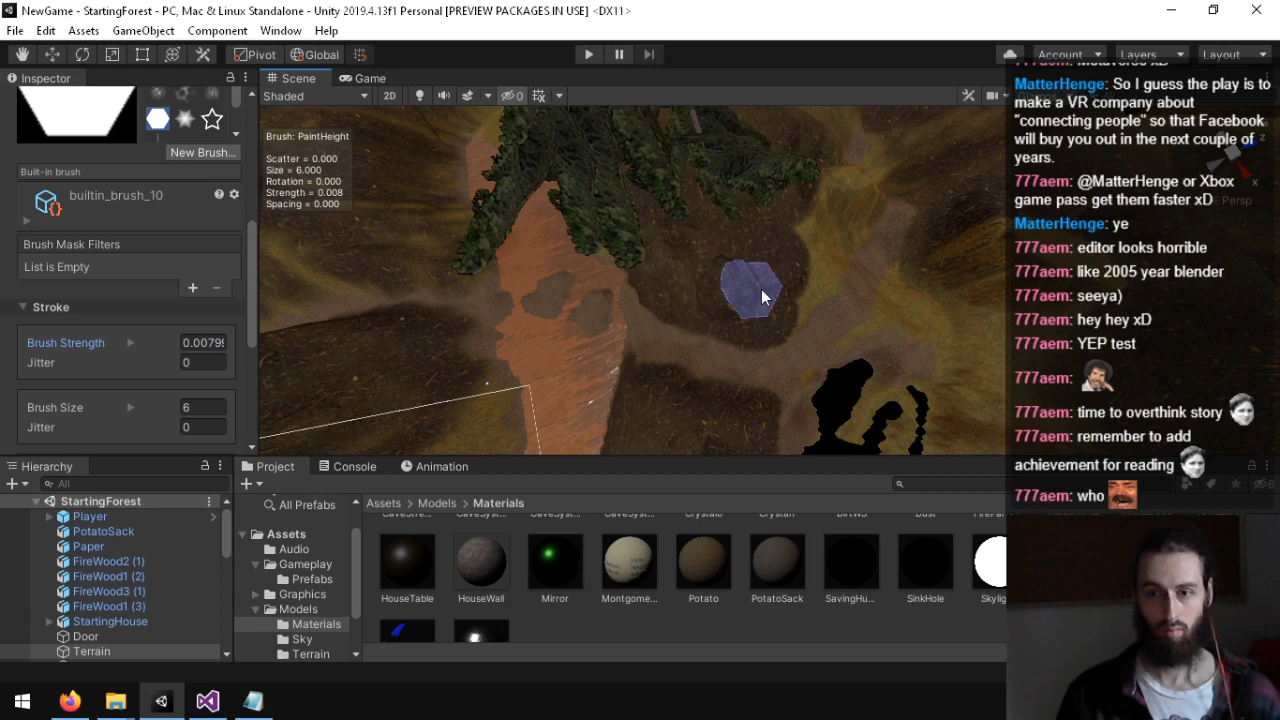 NewGame - StartingForest - PC, Mac & Linux Standalone - Unity 2019.4.13f1 Personal [PREVIEW PACKAGES IN USE] <DX11>
File Edit Assets GameObject Component Window Help
Pivot Global Account Layers Layout
Inspector
Scene Game
Shaded 2D 0
Brush: PaintHeight
Scatter = 0.000
Size = 6.000
Rotation = 0.000
Strength = 0.008
Spacing = 0.000
New Brush...
Built-in brush
builtin_brush_10
Brush Mask Filters
List is Empty
Stroke
Brush Strength 0.00799
Jitter 0
Brush Size 6
Jitter 0
Persp
MatterHenge: So I guess the play is to
make a VR company about
"connecting people" so that Facebook
will buy you out in the next couple of
years.
777aem: @MatterHenge or Xbox
game pass get them faster xD
MatterHenge: ye
777aem: editor looks horrible
777aem: like 2005 year blender
777aem: seeya)
777aem: hey hey xD
777aem: YEP test
777aem:
777aem: time to overthink story
777aem: remember to add
achievement for reading
777aem: who
Hierarchy
All
StartingForest
Player
PotatoSack
Paper
FireWood2 (1)
FireWood1 (2)
FireWood3 (1)
FireWood1 (3)
StartingHouse
Door
Terrain
Project Console Animation
All Prefabs
Assets
Audio
Gameplay
Prefabs
Graphics
Models
Materials
Sky
Terrain
Assets > Models > Materials
HouseTable HouseWall Mirror Montgome... Potato PotatoSack SavingHu... SinkHole Skylig